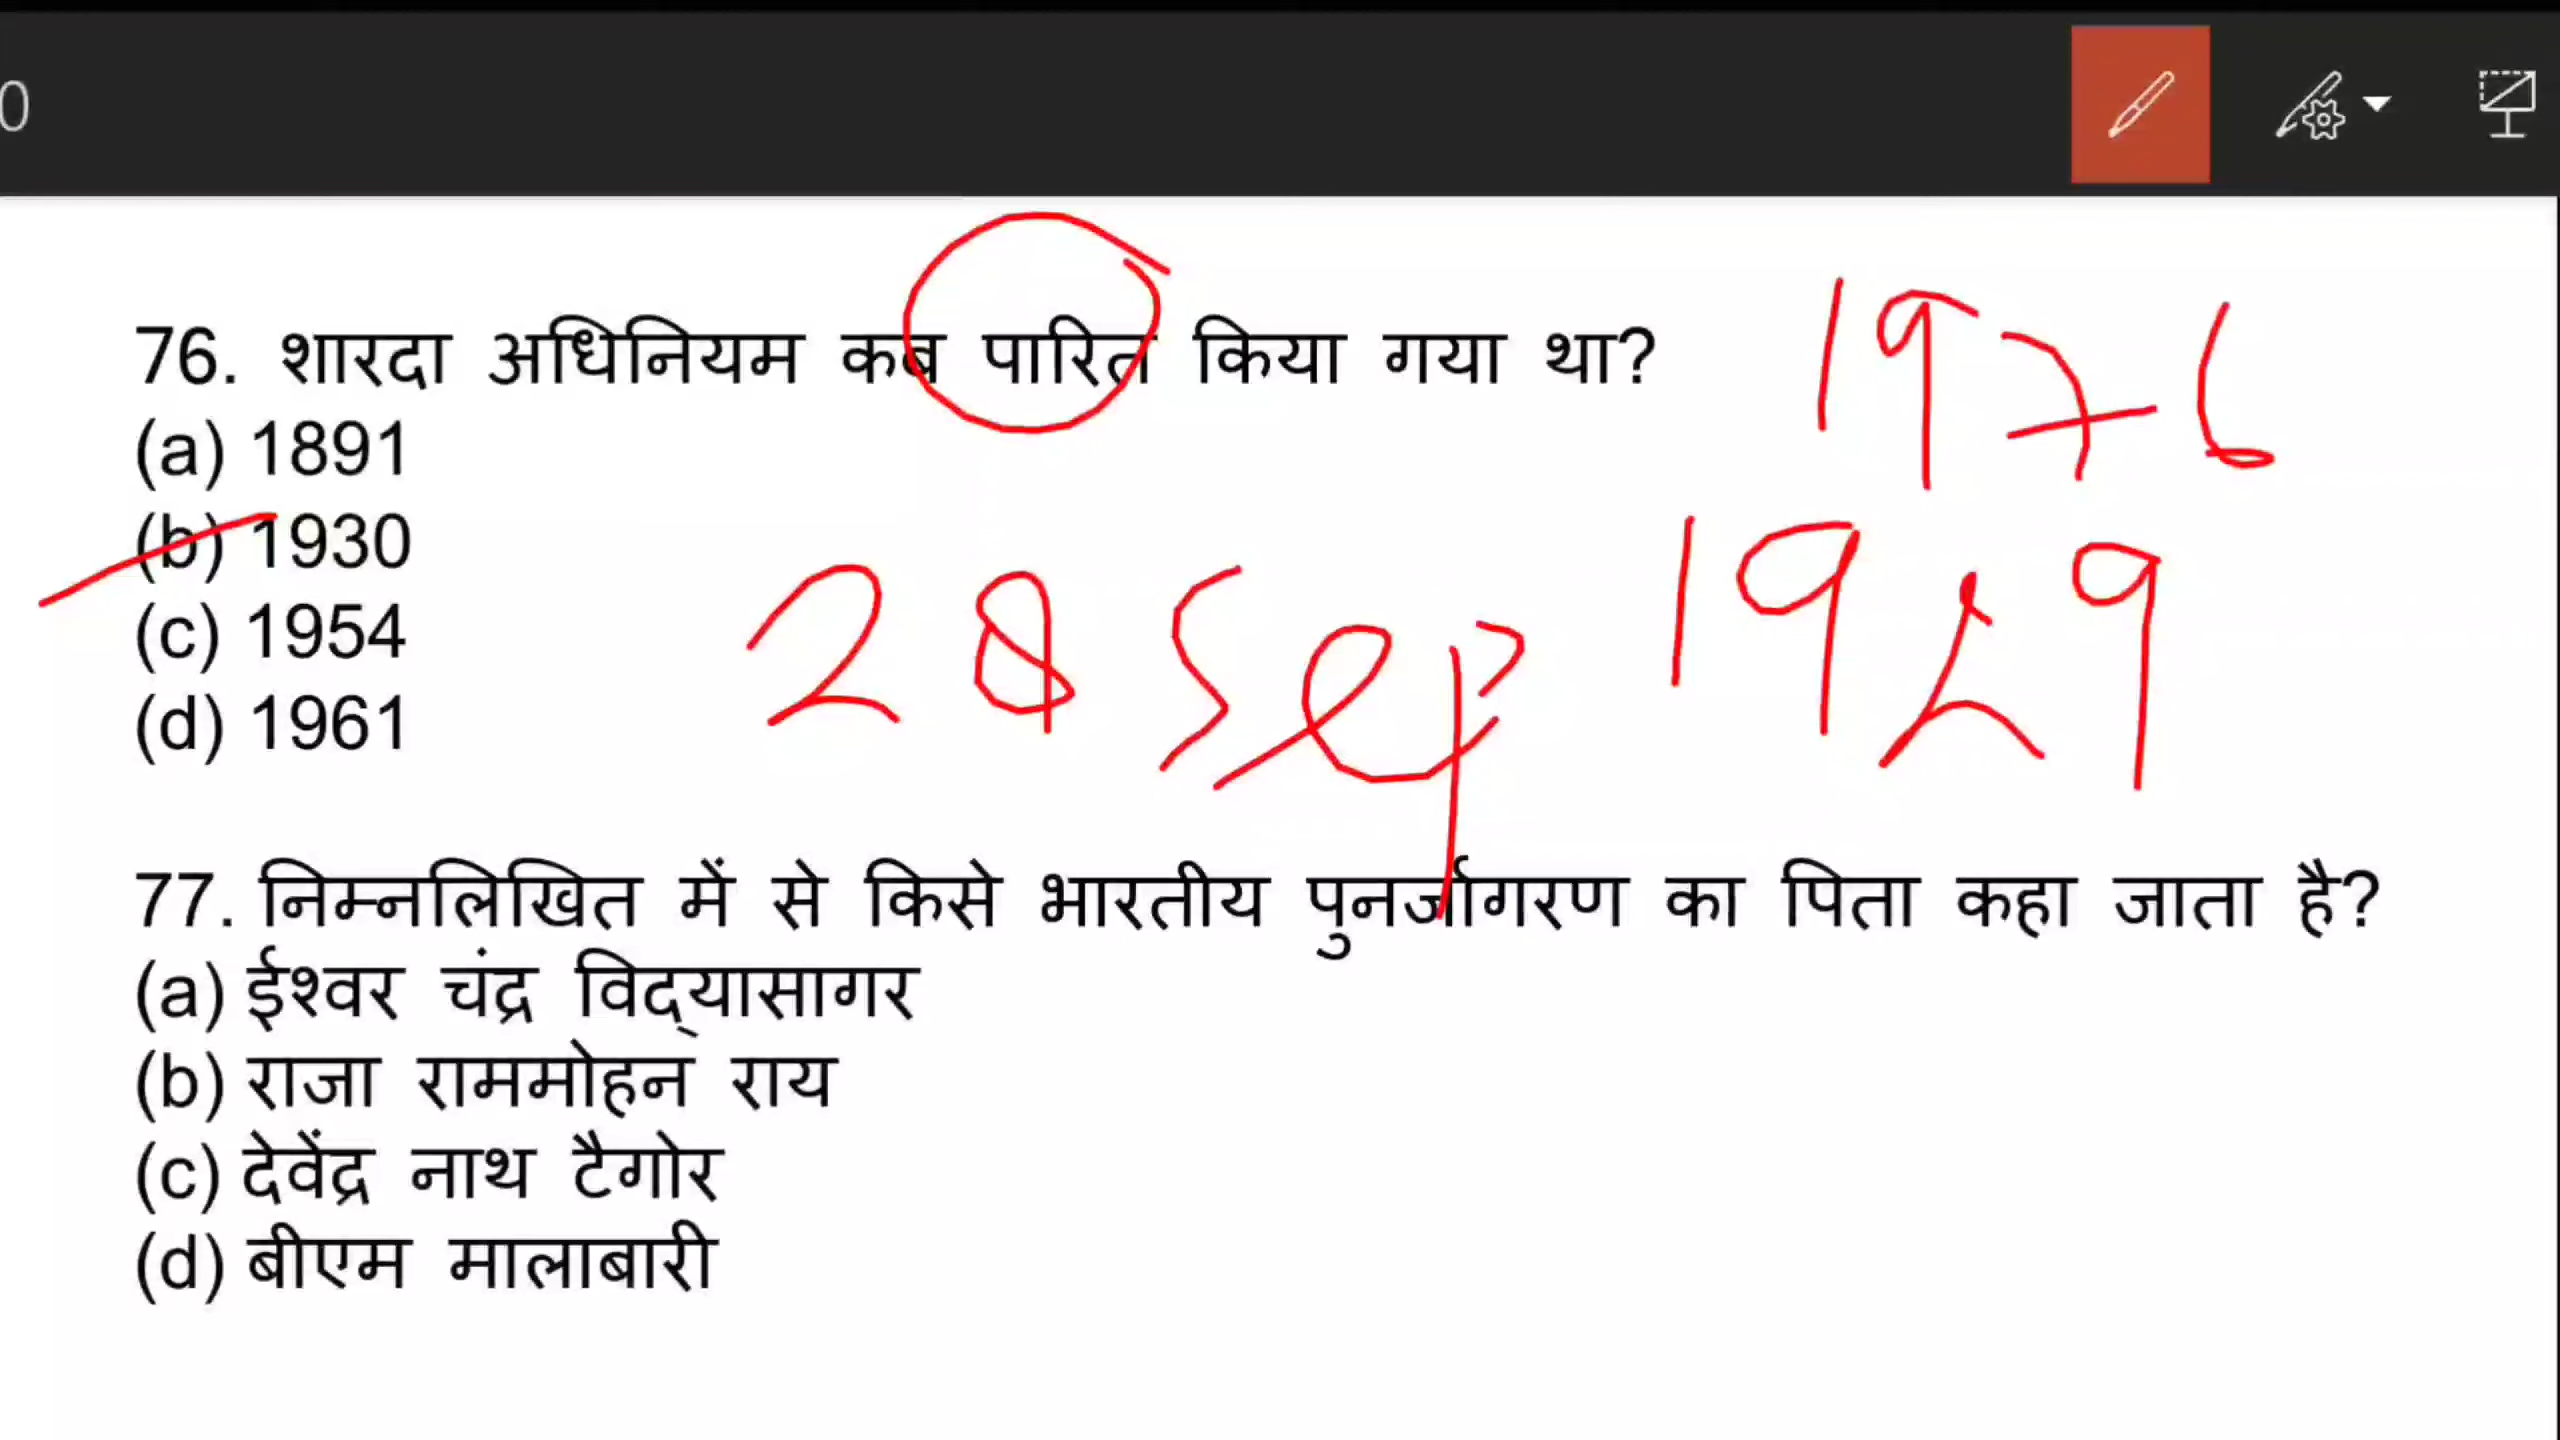 0
76. शारदा अधिनियम कब पारित किया गया था?
1976
(a) 1891
(b) 1930
28 Sep 1929
(c) 1954
(d) 1961
77. निम्नलिखित में से किसे भारतीय पुनर्जागरण का पिता कहा जाता है?
(a) ईश्वर चंद्र विद्यासागर
(b) राजा राममोहन राय
(c) देवेंद्र नाथ टैगोर
(d) बीएम मालाबारी